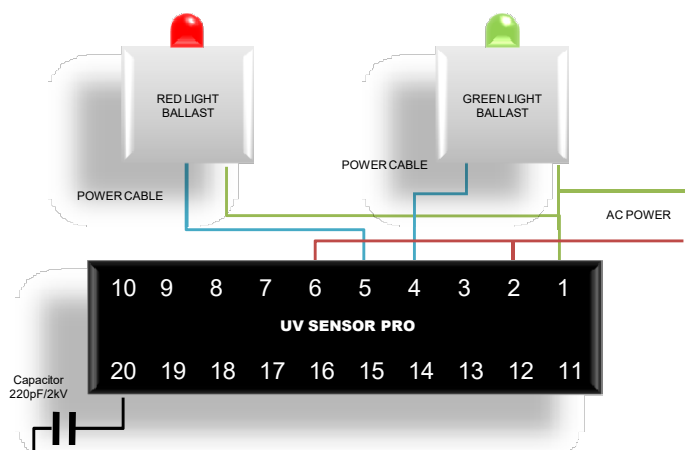 RED LIGHT
BALLAST
GREEN LIGHT
BALLAST
POWER CABLE
POWER CABLE
AC POWER
10 9 8 7 6 5 4 3 2 1
UV SENSOR PRO
20 19 18 17 16 15 14 13 12 11
Capacitor
220pF/2kV